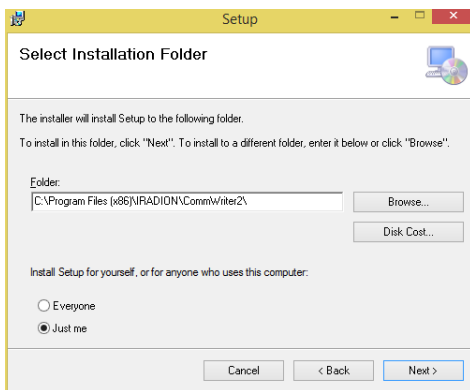 Setup
Select Installation Folder
The installer will install Setup to the following folder.
To install in this folder, click "Next". To install to a different folder, enter it below or click "Browse".
Folder:
C:\Program Files (x86)\IRADION\CommWriter2\
Browse...
Disk Cost...
Install Setup for yourself, or for anyone who uses this computer:
Everyone
Just me
Cancel
< Back
Next >